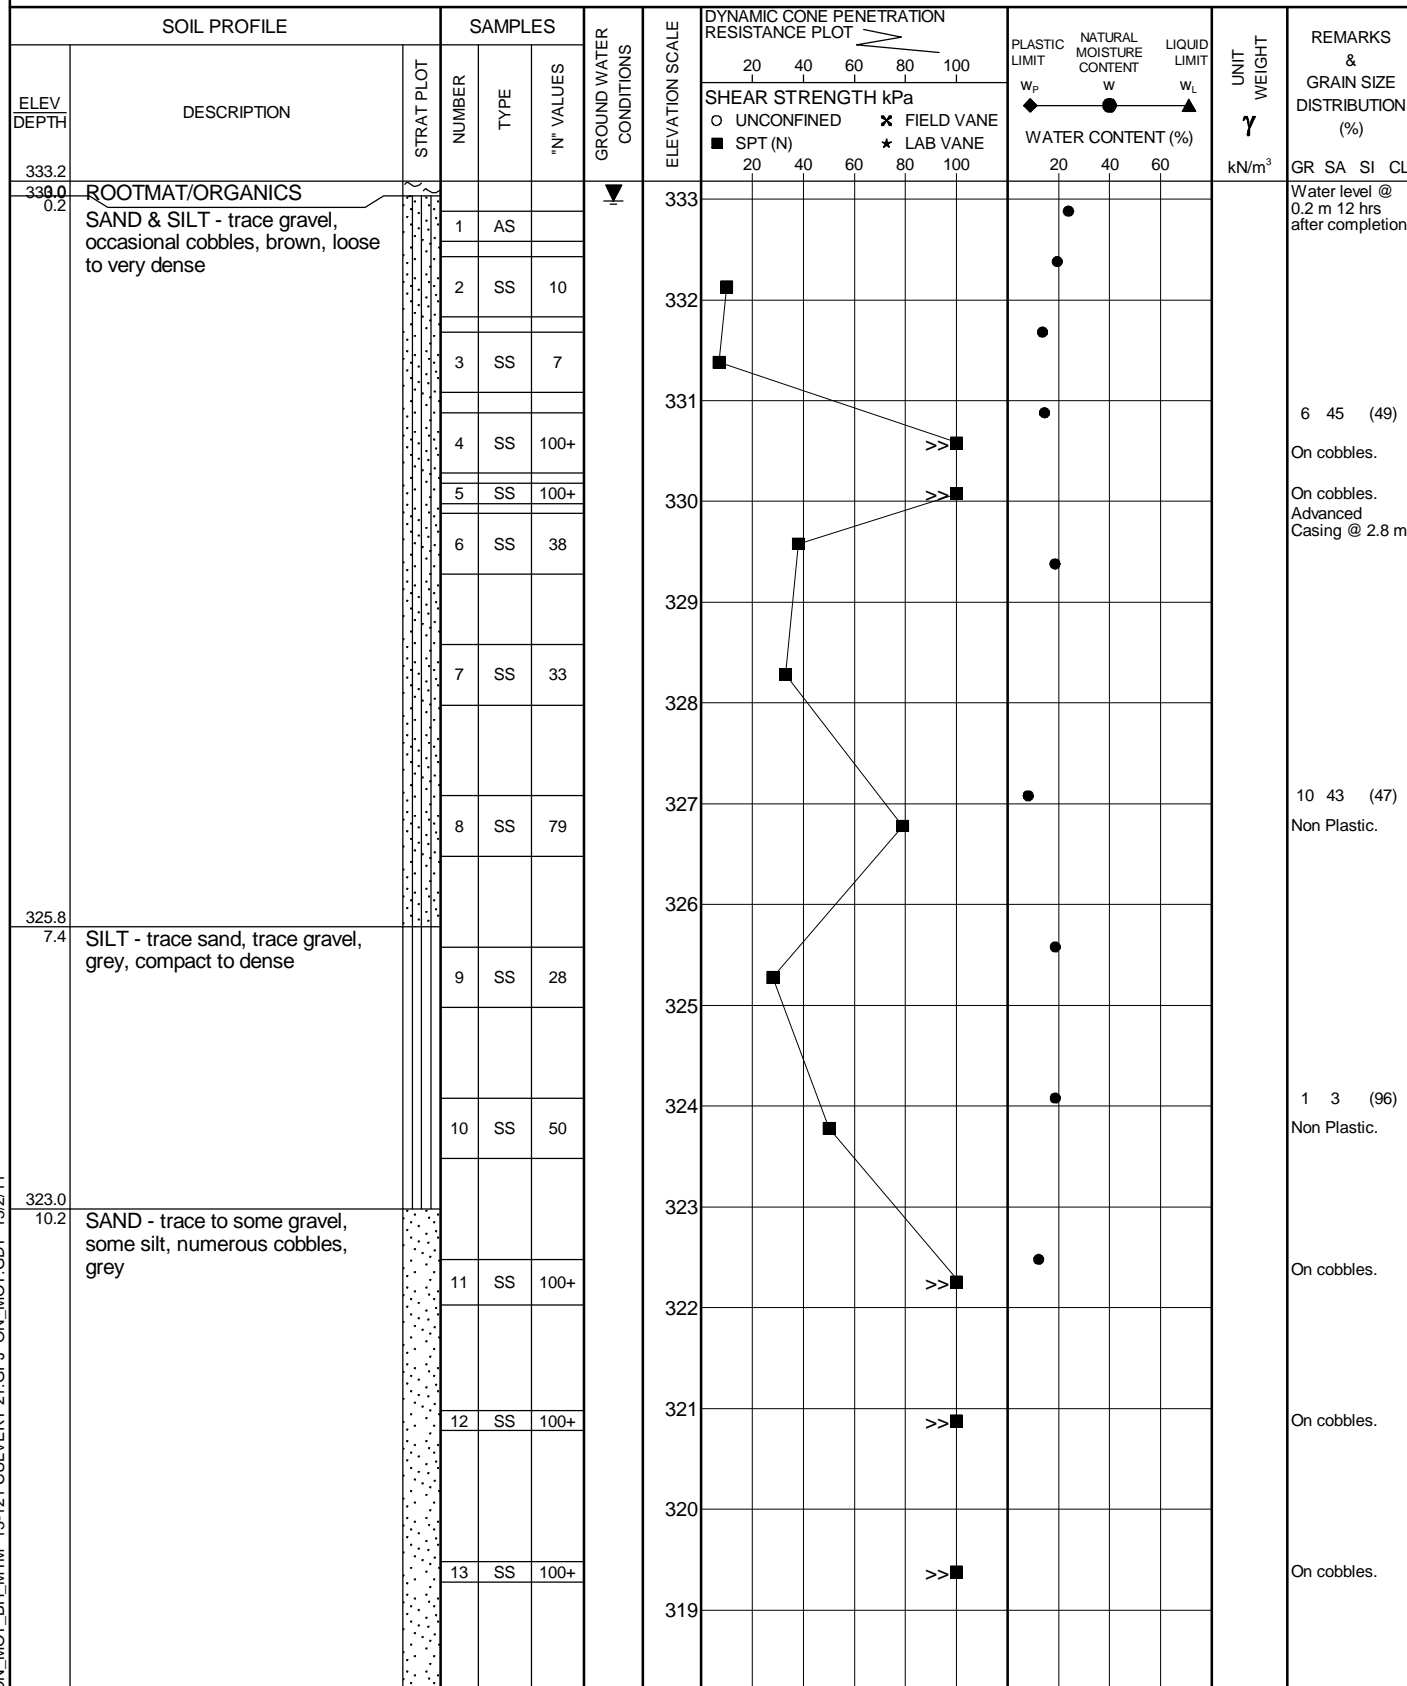 SOIL PROFILE
SAMPLES
GROUND WATER CONDITIONS
ELEVATION SCALE
DYNAMIC CONE PENETRATION
RESISTANCE PLOT
20 40 60 80 100
SHEAR STRENGTH kPa
UNCONFINED
FIELD VANE
SPT (N)
LAB VANE
20 40 60 80 100
PLASTIC LIMIT
NATURAL MOISTURE CONTENT
LIQUID LIMIT
wP w wL
WATER CONTENT (%)
20 40 60
UNIT WEIGHT
γ
kN/m³
REMARKS
&
GRAIN SIZE
DISTRIBUTION
(%)
GR SA SI CL
ELEV
DEPTH
DESCRIPTION
STRAT PLOT
NUMBER
TYPE
"N" VALUES
333.2
0.0 ROOTMAT/ORGANICS
333.0
0.2
SAND & SILT - trace gravel,
occasional cobbles, brown, loose
to very dense
333
Water level @
0.2 m 12 hrs
after completion
1 AS
2 SS 10
332
3 SS 7
331
6 45 (49)
4 SS 100+ >>
On cobbles.
5 SS 100+ >>
On cobbles.
330
Advanced
Casing @ 2.8 m
6 SS 38
329
7 SS 33
328
327
10 43 (47)
8 SS 79
Non Plastic.
326
325.8
7.4
SILT - trace sand, trace gravel,
grey, compact to dense
9 SS 28
325
324
1 3 (96)
10 SS 50
Non Plastic.
323.0
323
10.2
SAND - trace to some gravel,
some silt, numerous cobbles,
grey
11 SS 100+ >>
On cobbles.
322
321
12 SS 100+ >>
On cobbles.
320
13 SS 100+ >>
On cobbles.
319